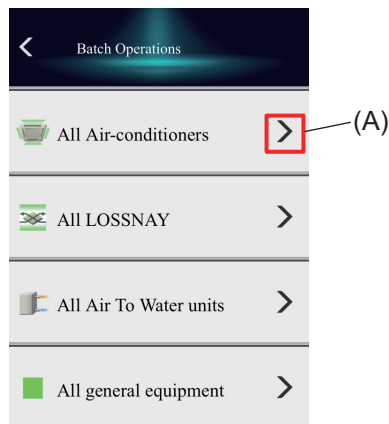 Batch Operations
All Air-conditioners
(A)
All LOSSNAY
All Air To Water units
All general equipment